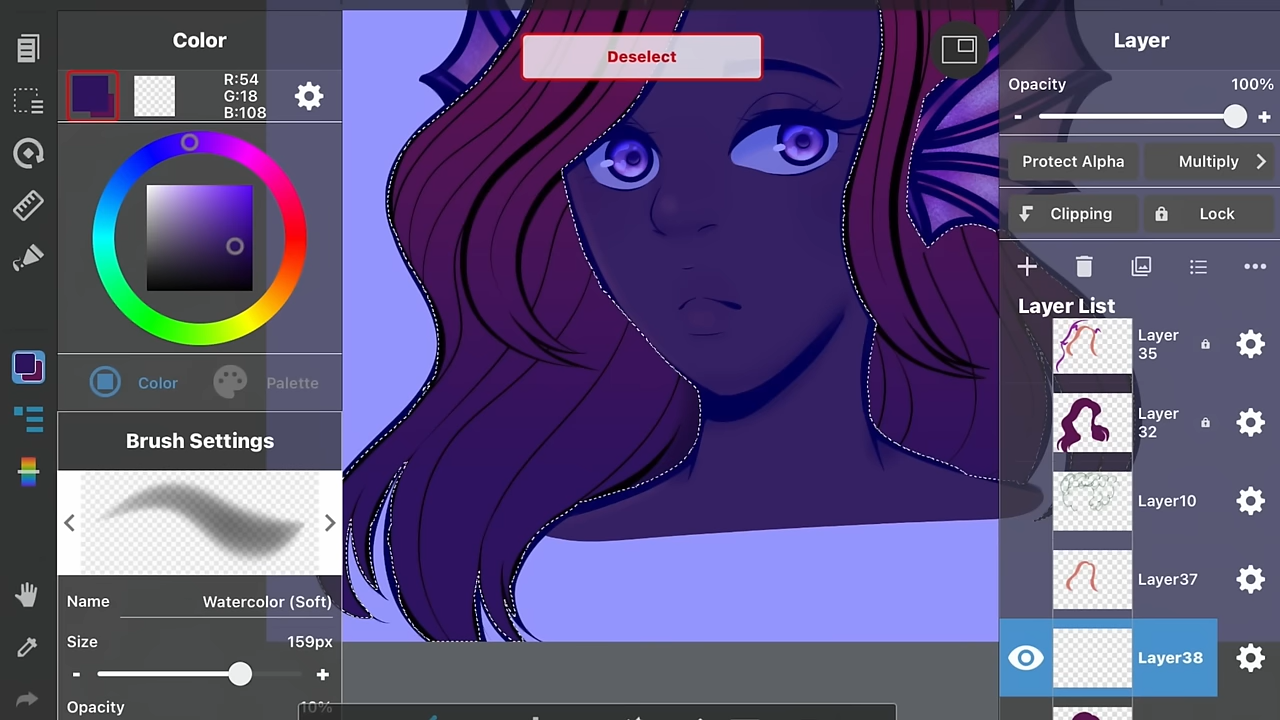 Color
R:54
G:18
B:108
Color
Palette
Brush Settings
Name
Watercolor (Soft)
Size
159px
-
+
Opacity
10%
Deselect
Layer
Opacity
100%
-
+
Protect Alpha
Multiply
Clipping
Lock
Layer List
Layer
35
Layer
32
Layer10
Layer37
Layer38